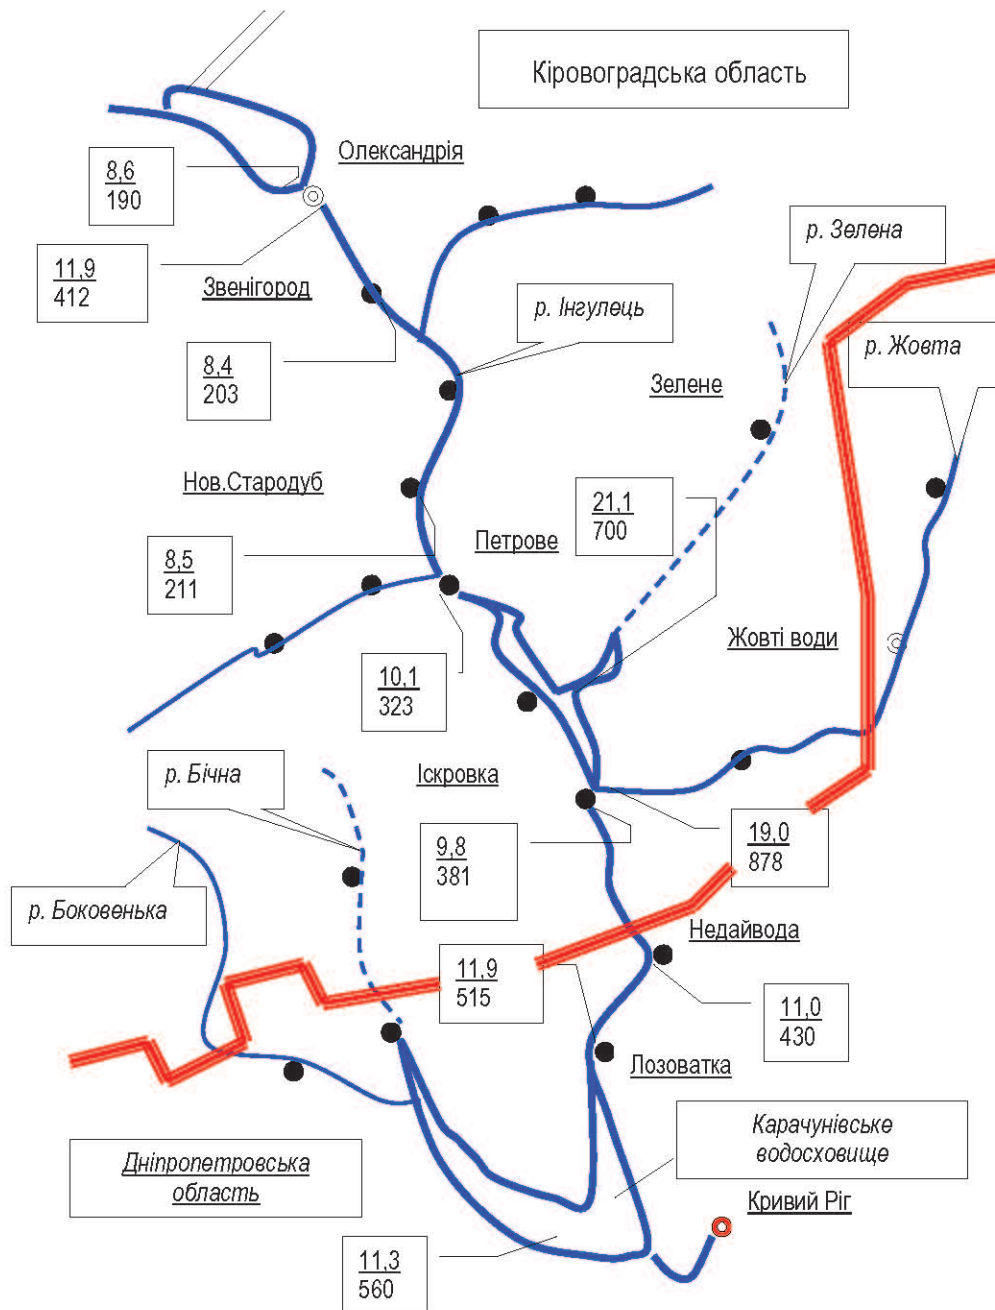 Кіровоградська область
Олександрія
8,6
190
р. Зелена
11,9
412
Звенігород
р. Інгулець
р. Жовта
8,4
203
Зелене
Нов.Стародуб
21,1
700
Петрове
8,5
211
Жовті води
10,1
323
р. Бічна
Іскровка
9,8
381
19,0
878
р. Боковенька
Недайвода
11,9
515
11,0
430
Лозоватка
Карачунівське
водосховище
Дніпропетровська
область
Кривий Ріг
11,3
560